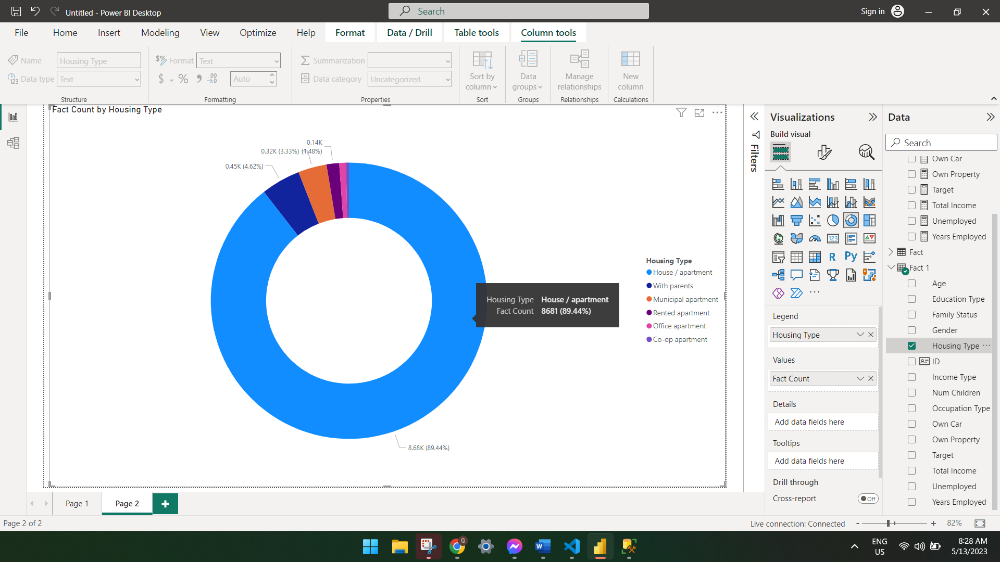 Untitled - Power BI Desktop
Search
Sign in
File
Home
Insert
Modeling
View
Optimize
Help
Format
Data / Drill
Table tools
Column tools
Name
Housing Type
Data type
Text
Structure
Format
Text
$
%
Auto
Formatting
Summarization
Data category
Uncategorized
Properties
Sort by
column
Sort
Data
groups
Groups
Manage
relationships
Relationships
New
column
Calculations
Fact Count by Housing Type
0.14K
(1.48%)
0.32K (3.33%)
0.45K (4.62%)
8.68K (89.44%)
Housing Type House / apartment
Fact Count 8681 (89.44%)
Housing Type
House / apartment
With parents
Municipal apartment
Rented apartment
Office apartment
Co-op apartment
Filters
Visualizations
Build visual
123
R
Py
Legend
Housing Type
Values
Fact Count
Details
Add data fields here
Tooltips
Add data fields here
Drill through
Cross-report
Off
Data
Search
Own Car
Own Property
Target
Total Income
Unemployed
Years Employed
Fact
Fact 1
Age
Education Type
Family Status
Gender
Housing Type
ID
Income Type
Num Children
Occupation Type
Own Car
Own Property
Target
Total Income
Unemployed
Years Employed
Page 1
Page 2
Page 2 of 2
Live connection: Connected
82%
ENG
US
8:28 AM
5/13/2023